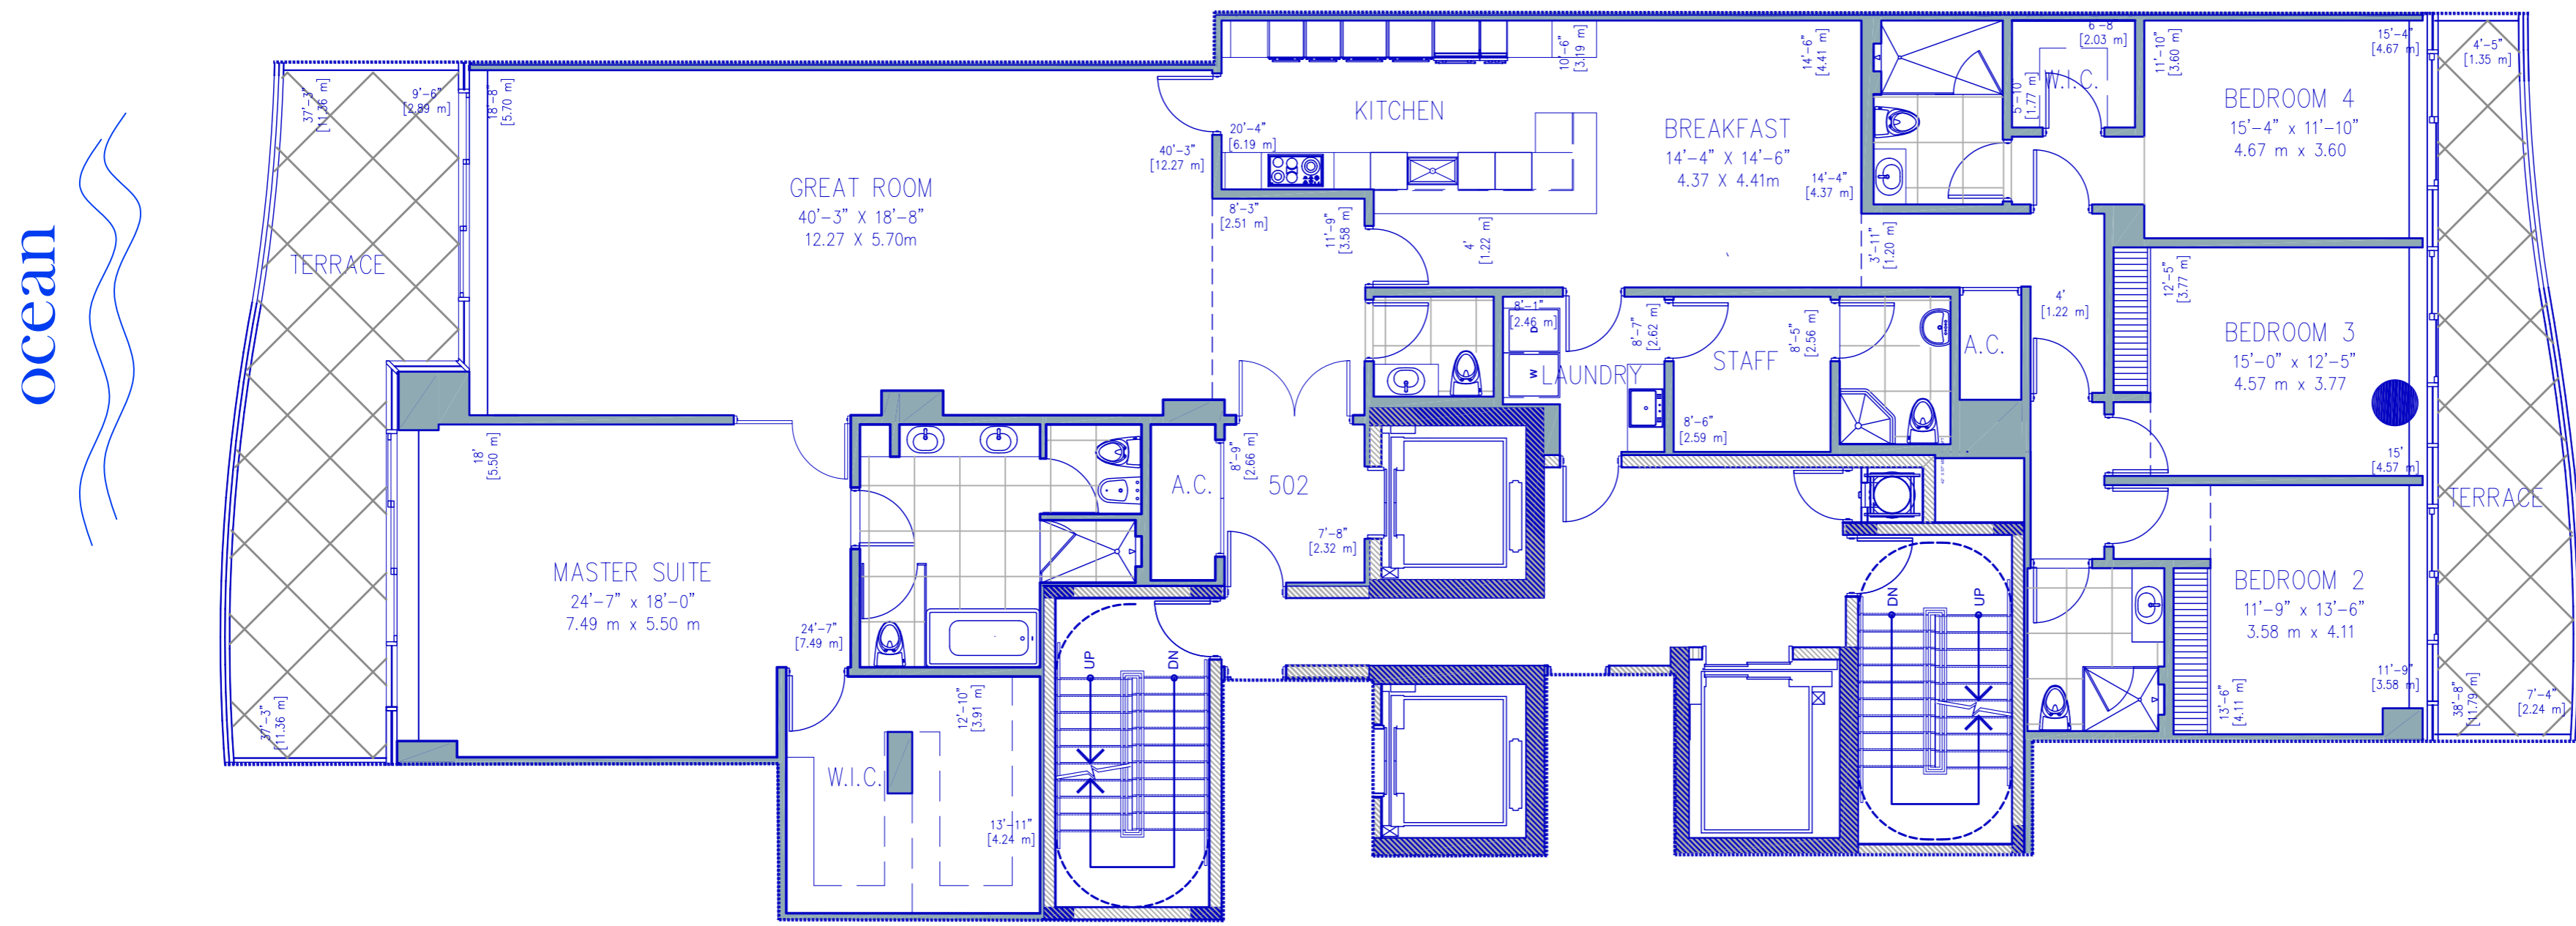 ocean
TERRACE
37'-3"
[11.36 m]
9'-6"
[2.89 m]
18'-8"
[5.70 m]
GREAT ROOM
40'-3" X 18'-8"
12.27 X 5.70m
40'-3"
[12.27 m]
20'-4"
[6.19 m]
KITCHEN
10'-6"
[3.19 m]
8'-3"
[2.51 m]
11'-9"
[3.58 m]
4'
[1.22 m]
BREAKFAST
14'-4" X 14'-6"
4.37 X 4.41m
14'-6"
[4.41 m]
14'-4"
[4.37 m]
3'-11"
[1.20 m]
6'-8
[2.03 m]
5'-10
[1.77 m]
W.I.C.
11'-10"
[3.60 m]
15'-4"
[4.67 m]
BEDROOM 4
15'-4" x 11'-10"
4.67 m x 3.60
4'-5"
[1.35 m]
12'-5"
[3.77 m]
BEDROOM 3
15'-0" x 12'-5"
4.57 m x 3.77
15'
[4.57 m]
4'
[1.22 m]
A.C.
8'-1"
[2.46 m]
D
W
LAUNDRY
8'-7"
[2.62 m]
STAFF
8'-5"
[2.56 m]
8'-6"
[2.59 m]
TERRACE
BEDROOM 2
11'-9" x 13'-6"
3.58 m x 4.11
11'-9"
[3.58 m]
13'-6"
[4.11 m]
38'-8"
[11.79 m]
7'-4"
[2.24 m]
18'
[5.50 m]
MASTER SUITE
24'-7" x 18'-0"
7.49 m x 5.50 m
24'-7"
[7.49 m]
37'-3"
[11.36 m]
A.C.
8'-9"
[2.66 m]
502
7'-8"
[2.32 m]
12'-10"
[3.91 m]
W.I.C.
13'-11"
[4.24 m]
UP
DN
DN
UP